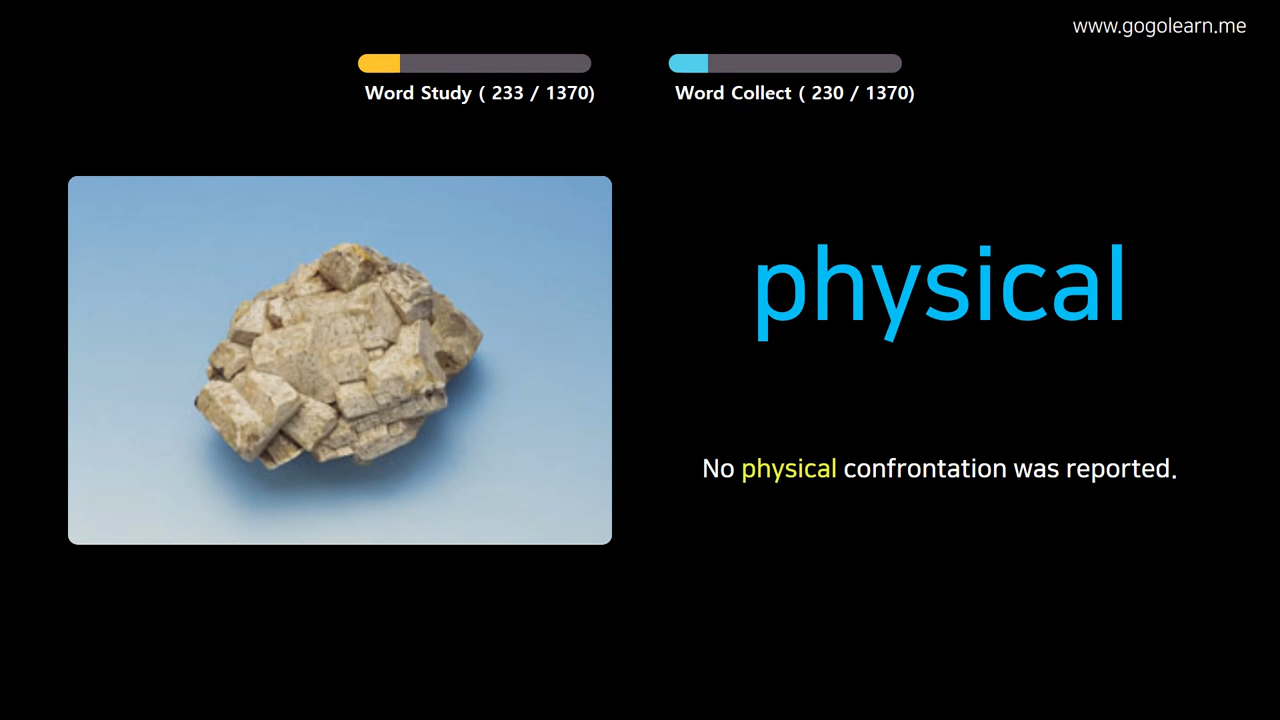 www.gogolearn.me
Word Study ( 233 / 1370)
Word Collect ( 230 / 1370)
physical
No physical confrontation was reported.